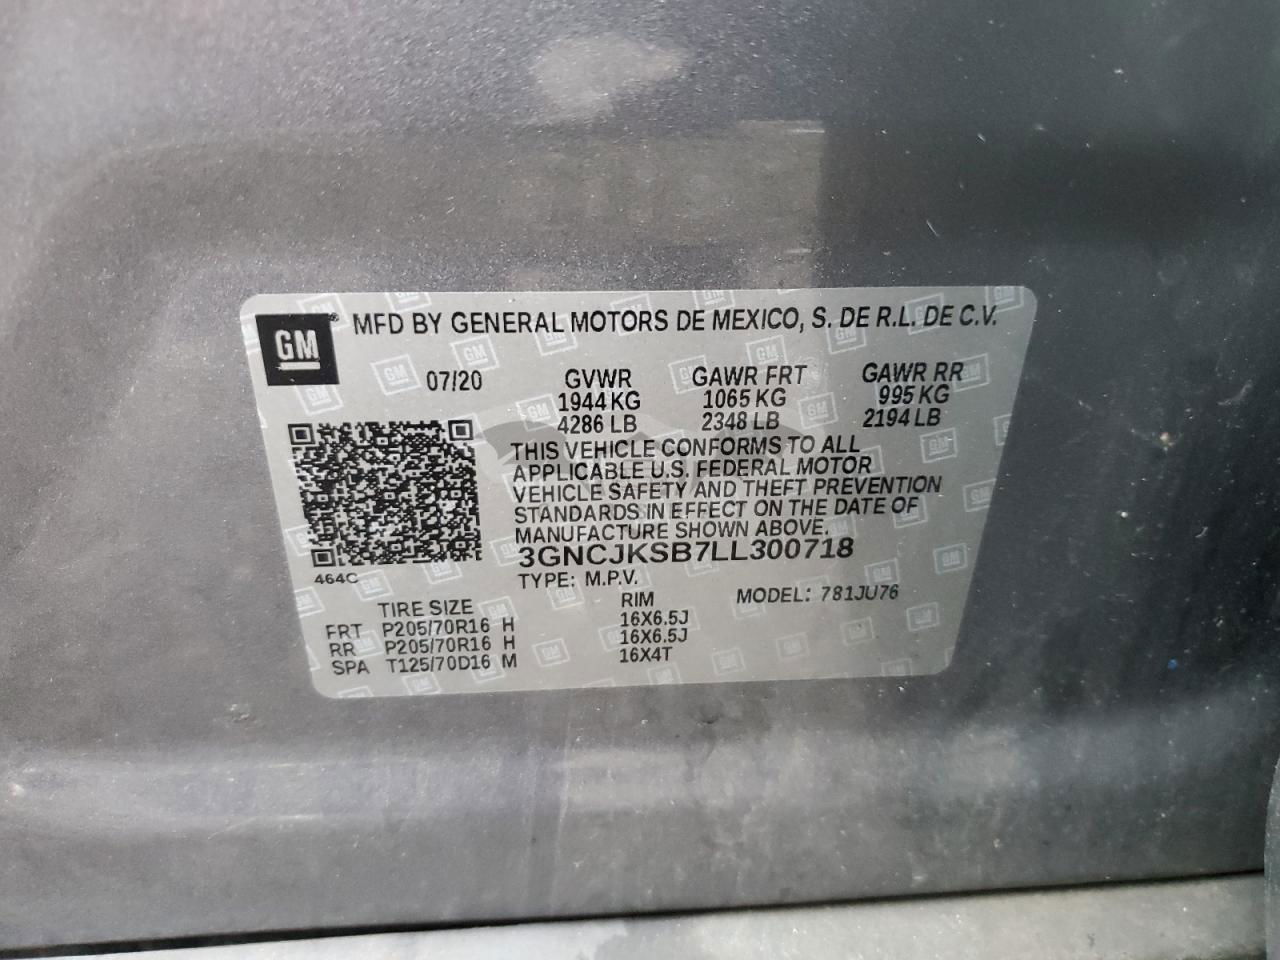 GM ® MFD BY GENERAL MOTORS DE MEXICO, S. DE R.L. DE C.V.
07/20 GVWR GAWR FRT GAWR RR
1944 KG 1065 KG 995 KG
4286 LB 2348 LB 2194 LB
THIS VEHICLE CONFORMS TO ALL
APPLICABLE U.S. FEDERAL MOTOR
VEHICLE SAFETY AND THEFT PREVENTION
STANDARDS IN EFFECT ON THE DATE OF
MANUFACTURE SHOWN ABOVE.
3GNCJKSB7LL300718
464C
TYPE: M.P.V. MODEL: 781JU76
TIRE SIZE RIM
FRT P205/70R16 H 16X6.5J
RR P205/70R16 H 16X6.5J
SPA T125/70D16 M 16X4T